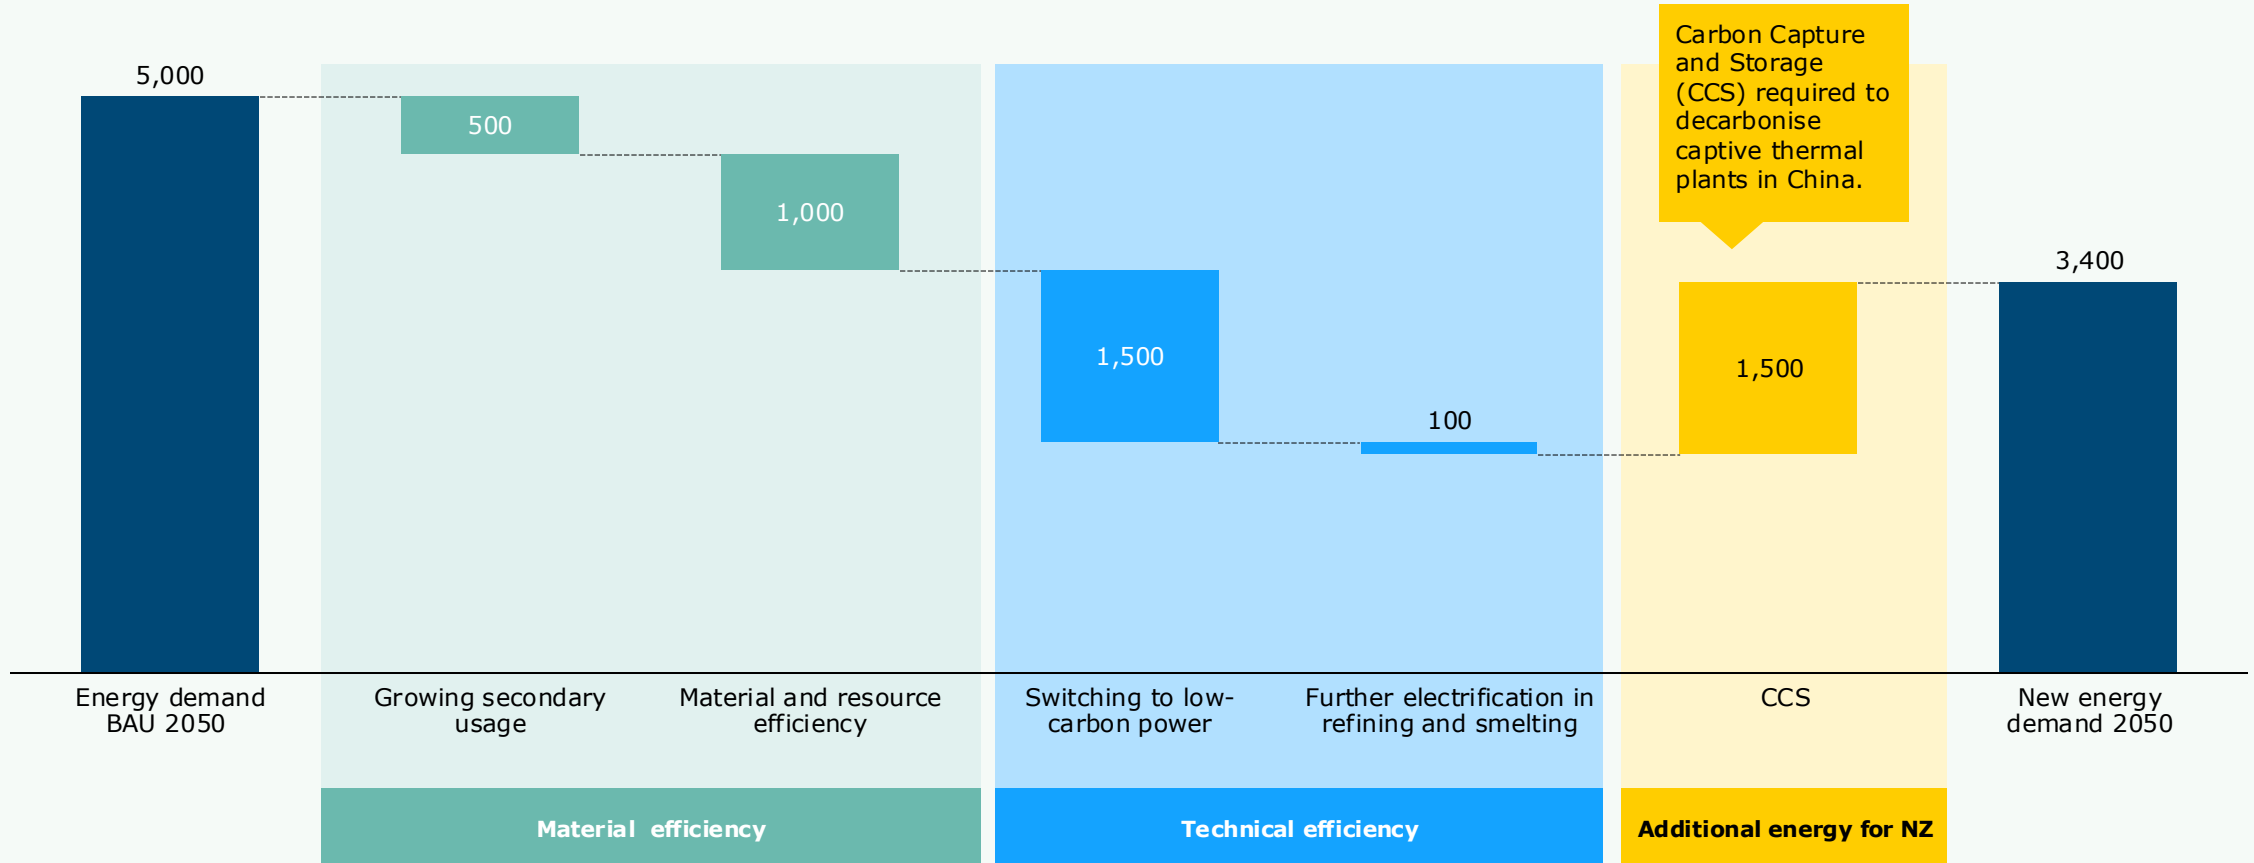 Carbon Capture
and Storage
(CCS) required to
decarbonise
captive thermal
plants in China.
5,000
500
1,000
1,500
100
1,500
3,400
Energy demand
BAU 2050
Growing secondary
usage
Material and resource
efficiency
Switching to low-
carbon power
Further electrification in
refining and smelting
CCS
New energy
demand 2050
Material efficiency
Technical efficiency
Additional energy for NZ